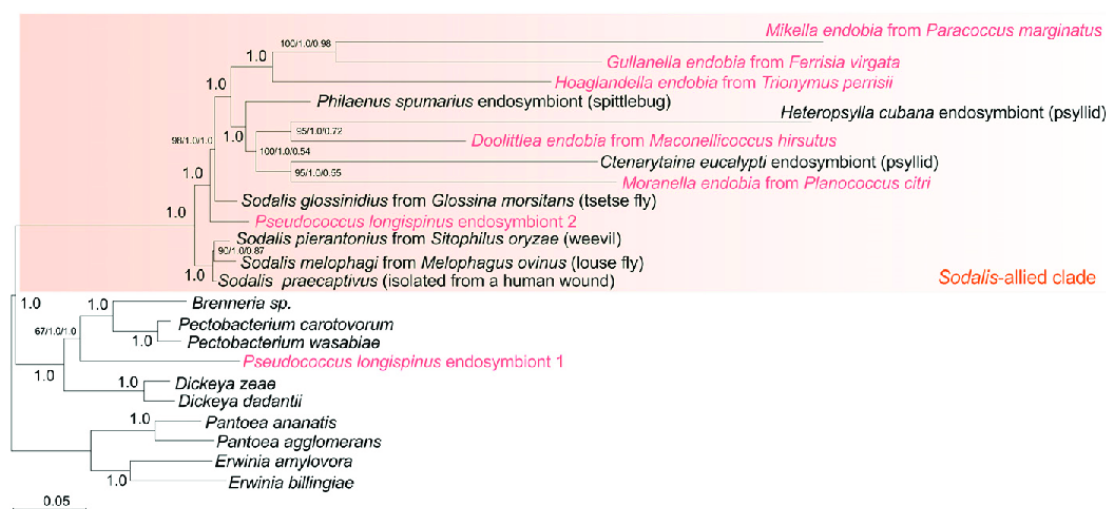 Mikella endobia from Paracoccus marginatus
100/1.0/0.98
1.0
Gullanella endobia from Ferrisia virgata
1.0
Hoaglandella endobia from Trionymus perrisii
Philaenus spumarius endosymbiont (spittlebug)
Heteropsylla cubana endosymbiont (psyllid)
95/1.0/0.72
1.0
98/1.0/1.0
Doolittlea endobia from Maconellicoccus hirsutus
100/1.0/0.54
Ctenarytaina eucalypti endosymbiont (psyllid)
95/1.0/0.55
1.0
Moranella endobia from Planococcus citri
Sodalis glossinidius from Glossina morsitans (tsetse fly)
1.0
Pseudococcus longispinus endosymbiont 2
Sodalis pierantonius from Sitophilus oryzae (weevil)
90/1.0/0.87
Sodalis melophagi from Melophagus ovinus (louse fly)
1.0
Sodalis praecaptivus (isolated from a human wound)
Sodalis-allied clade
1.0
1.0
Brenneria sp.
67/1.0/1.0
Pectobacterium carotovorum
1.0
Pectobacterium wasabiae
Pseudococcus longispinus endosymbiont 1
1.0
1.0
Dickeya zeae
Dickeya dadantii
1.0
Pantoea ananatis
Pantoea agglomerans
Erwinia amylovora
1.0
Erwinia billingiae
0.05